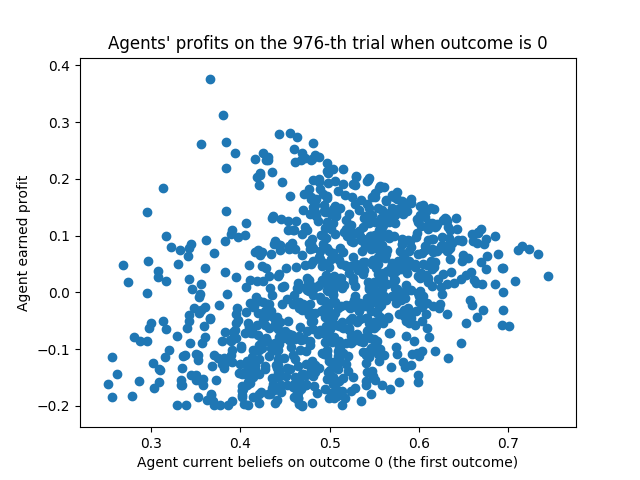 Agents' profits on the 976-th trial when outcome is 0
0.4
0.3
0.2
0.1
0.0
−0.1
−0.2
Agent earned profit
0.3 0.4 0.5 0.6 0.7
Agent current beliefs on outcome 0 (the first outcome)